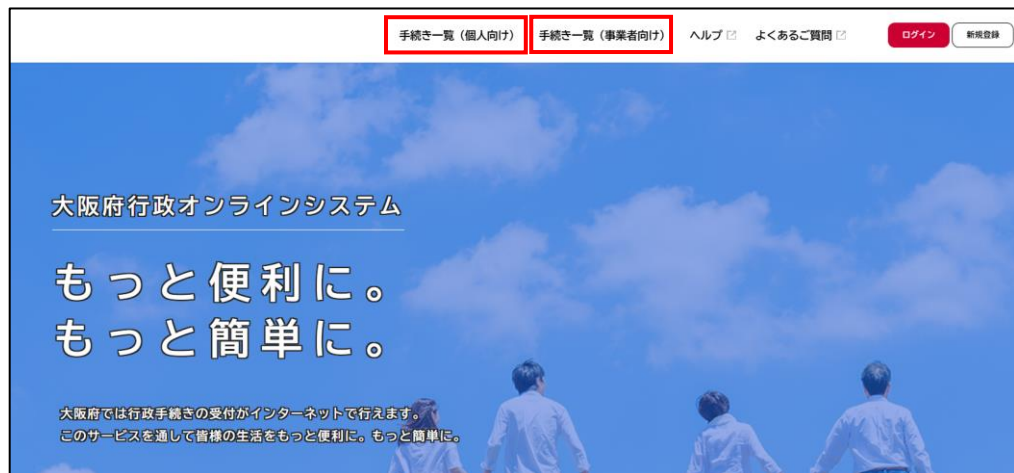 手続き一覧（個人向け） 手続き一覧（事業者向け） ヘルプ よくあるご質問 ログイン 新規登録
大阪府行政オンラインシステム
もっと便利に。
もっと簡単に。
大阪府では行政手続きの受付がインターネットで行えます。
このサービスを通して皆様の生活をもっと便利に。もっと簡単に。